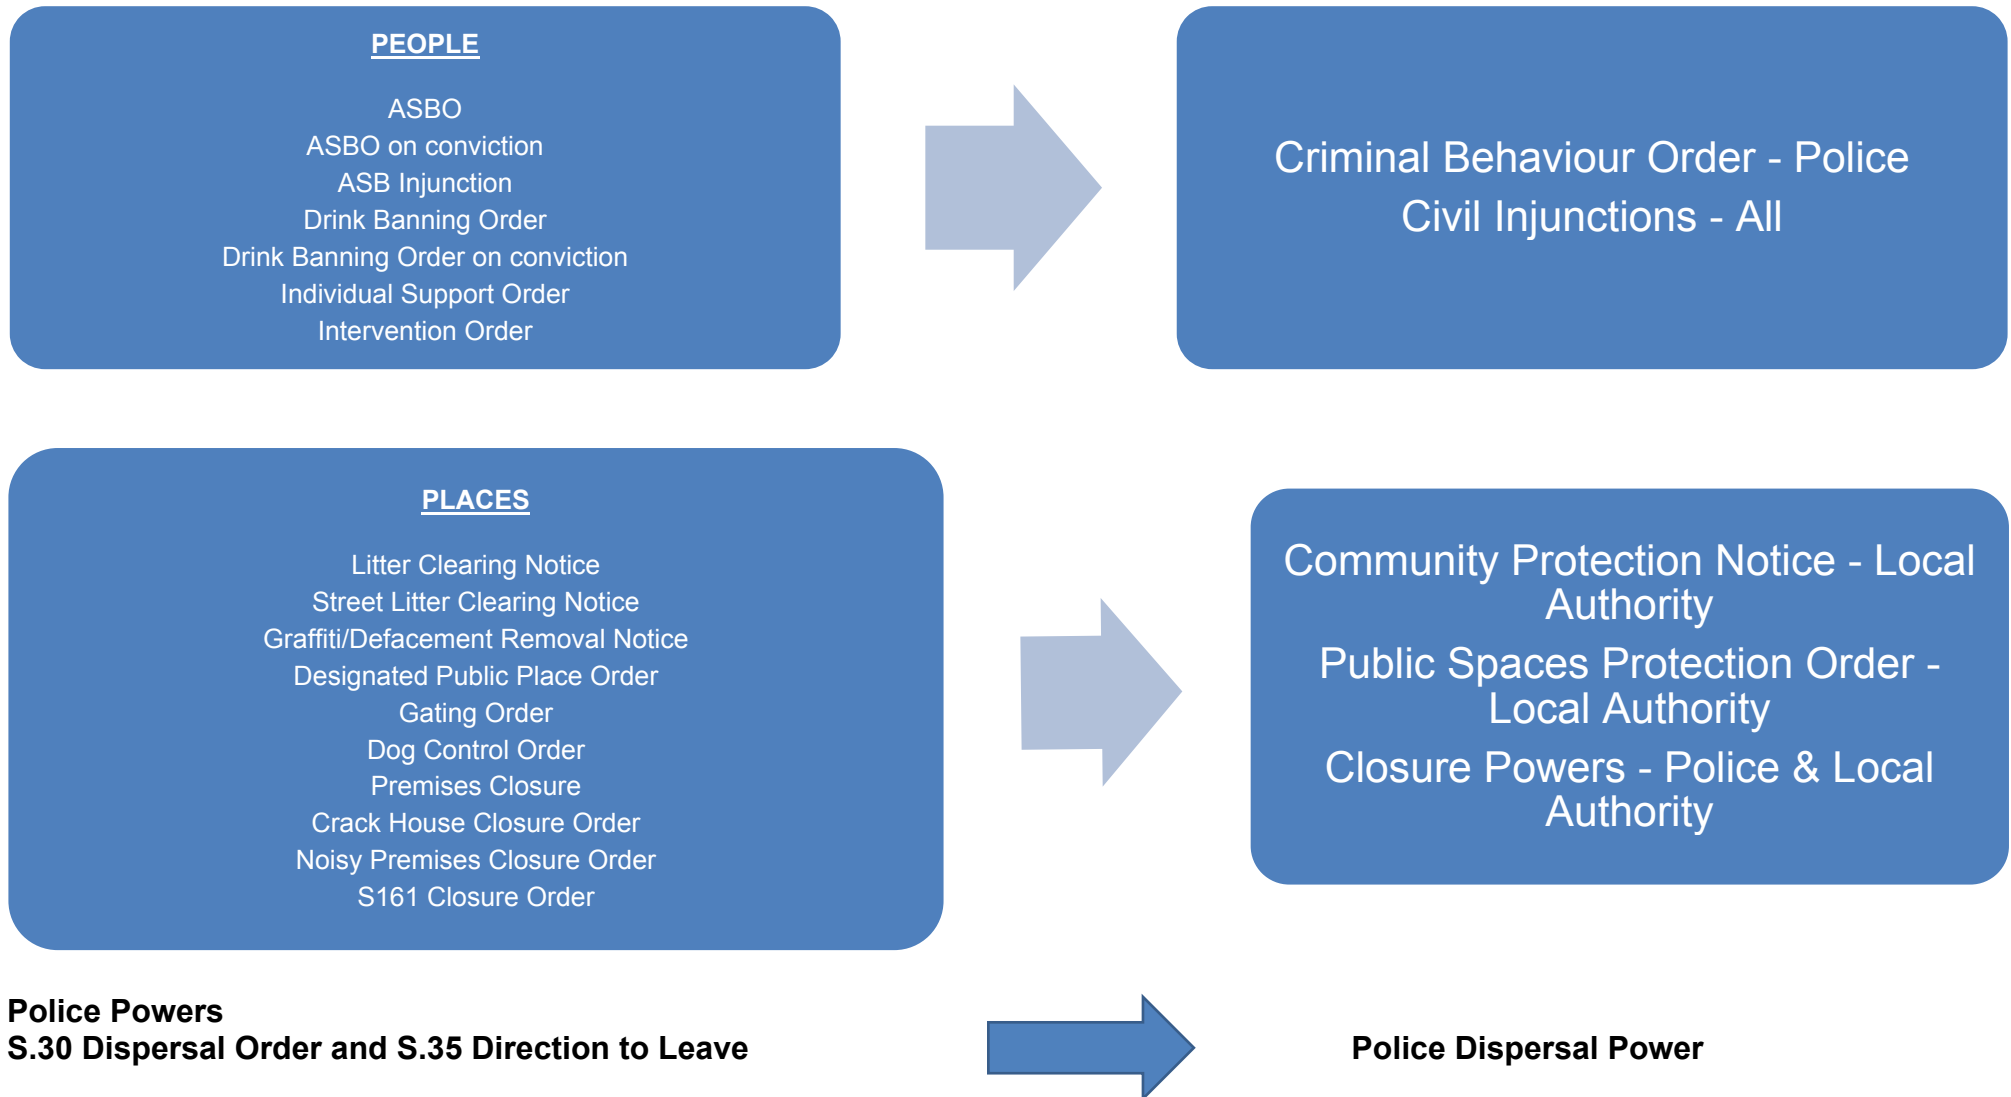 PEOPLE
ASBO
ASBO on conviction
ASB Injunction
Drink Banning Order
Drink Banning Order on conviction
Individual Support Order
Intervention Order
Criminal Behaviour Order - Police
Civil Injunctions - All
PLACES
Litter Clearing Notice
Street Litter Clearing Notice
Graffiti/Defacement Removal Notice
Designated Public Place Order
Gating Order
Dog Control Order
Premises Closure
Crack House Closure Order
Noisy Premises Closure Order
S161 Closure Order
Community Protection Notice - Local
Authority
Public Spaces Protection Order -
Local Authority
Closure Powers - Police & Local
Authority
Police Powers
S.30 Dispersal Order and S.35 Direction to Leave
Police Dispersal Power